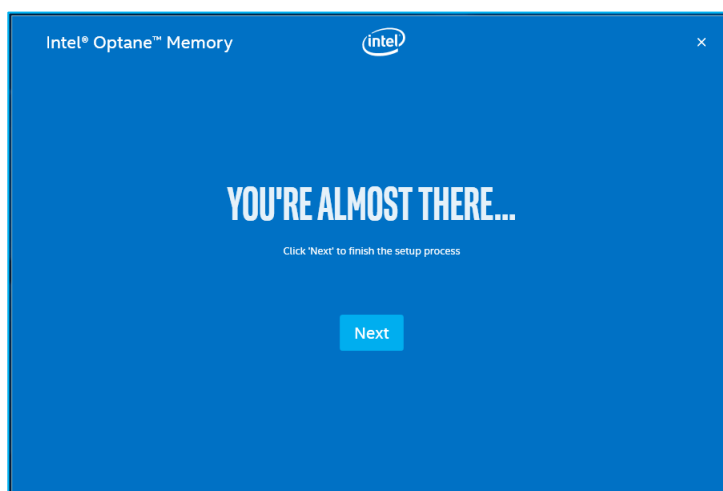 Intel® Optane™ Memory
intel
×
YOU'RE ALMOST THERE...
Click 'Next' to finish the setup process
Next